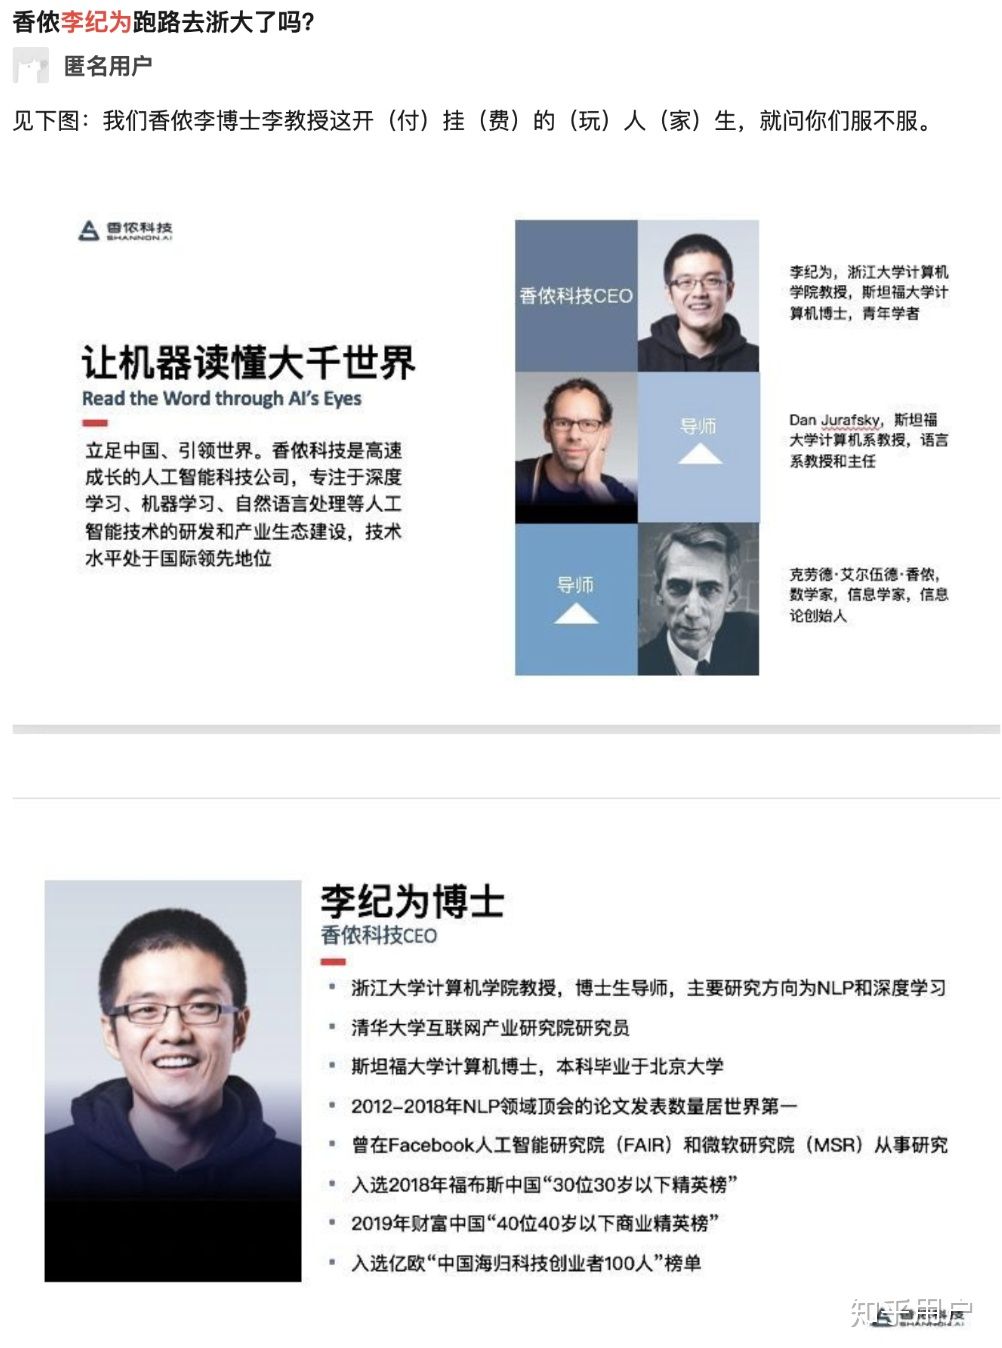 香侬李纪为跑路去浙大了吗？
匿名用户
见下图：我们香侬李博士李教授这开（付）挂（费）的（玩）人（家）生，就问你们服不服。
香侬科技
SHANNON.AI
让机器读懂大千世界
Read the Word through AI’s Eyes
立足中国、引领世界。香侬科技是高速
成长的人工智能科技公司，专注于深度
学习、机器学习、自然语言处理等人工
智能技术的研发和产业生态建设，技术
水平处于国际领先地位
香侬科技CEO
李纪为，浙江大学计算机
学院教授，斯坦福大学计
算机博士，青年学者
导师
Dan Jurafsky，斯坦福
大学计算机系教授，语言
系教授和主任
导师
克劳德·艾尔伍德·香侬，
数学家，信息学家，信息
论创始人
李纪为博士
香侬科技CEO
浙江大学计算机学院教授，博士生导师，主要研究方向为NLP和深度学习
清华大学互联网产业研究院研究员
斯坦福大学计算机博士，本科毕业于北京大学
2012-2018年NLP领域顶会的论文发表数量居世界第一
曾在Facebook人工智能研究院（FAIR）和微软研究院（MSR）从事研究
入选2018年福布斯中国“30位30岁以下精英榜”
2019年财富中国“40位40岁以下商业精英榜”
入选亿欧“中国海归科技创业者100人”榜单
知乎用户
香侬科技
SHANNON.AI